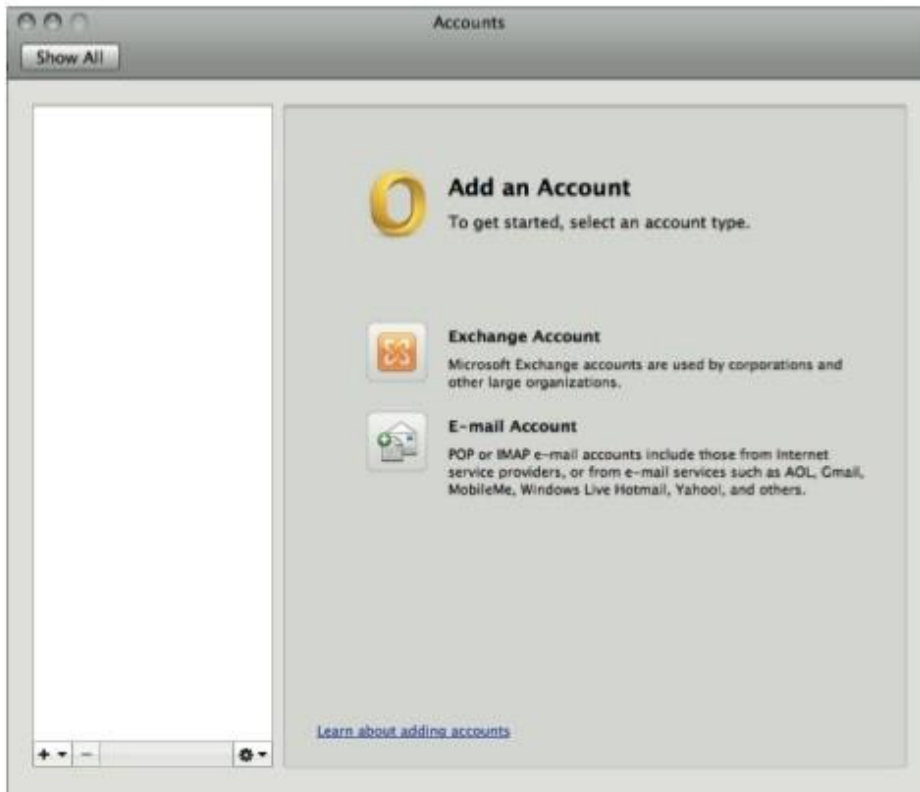 Accounts
Show All
Add an Account
To get started, select an account type.
Exchange Account
Microsoft Exchange accounts are used by corporations and
other large organizations.
E-mail Account
POP or IMAP e-mail accounts include those from Internet
service providers, or from e-mail services such as AOL, Gmail,
MobileMe, Windows Live Hotmail, Yahoo!, and others.
Learn about adding accounts